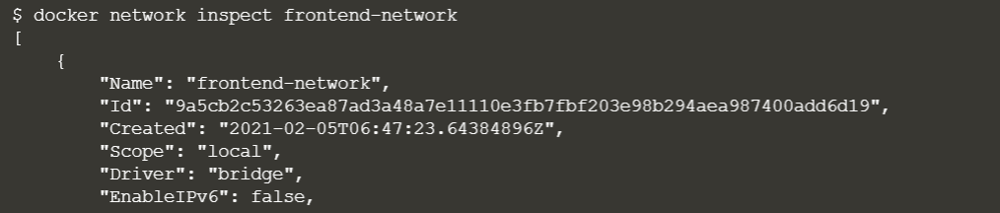 $ docker network inspect frontend-network
[
    {
        "Name": "frontend-network",
        "Id": "9a5cb2c53263ea87ad3a48a7e11110e3fb7fbf203e98b294aea987400add6d19",
        "Created": "2021-02-05T06:47:23.64384896Z",
        "Scope": "local",
        "Driver": "bridge",
        "EnableIPv6": false,